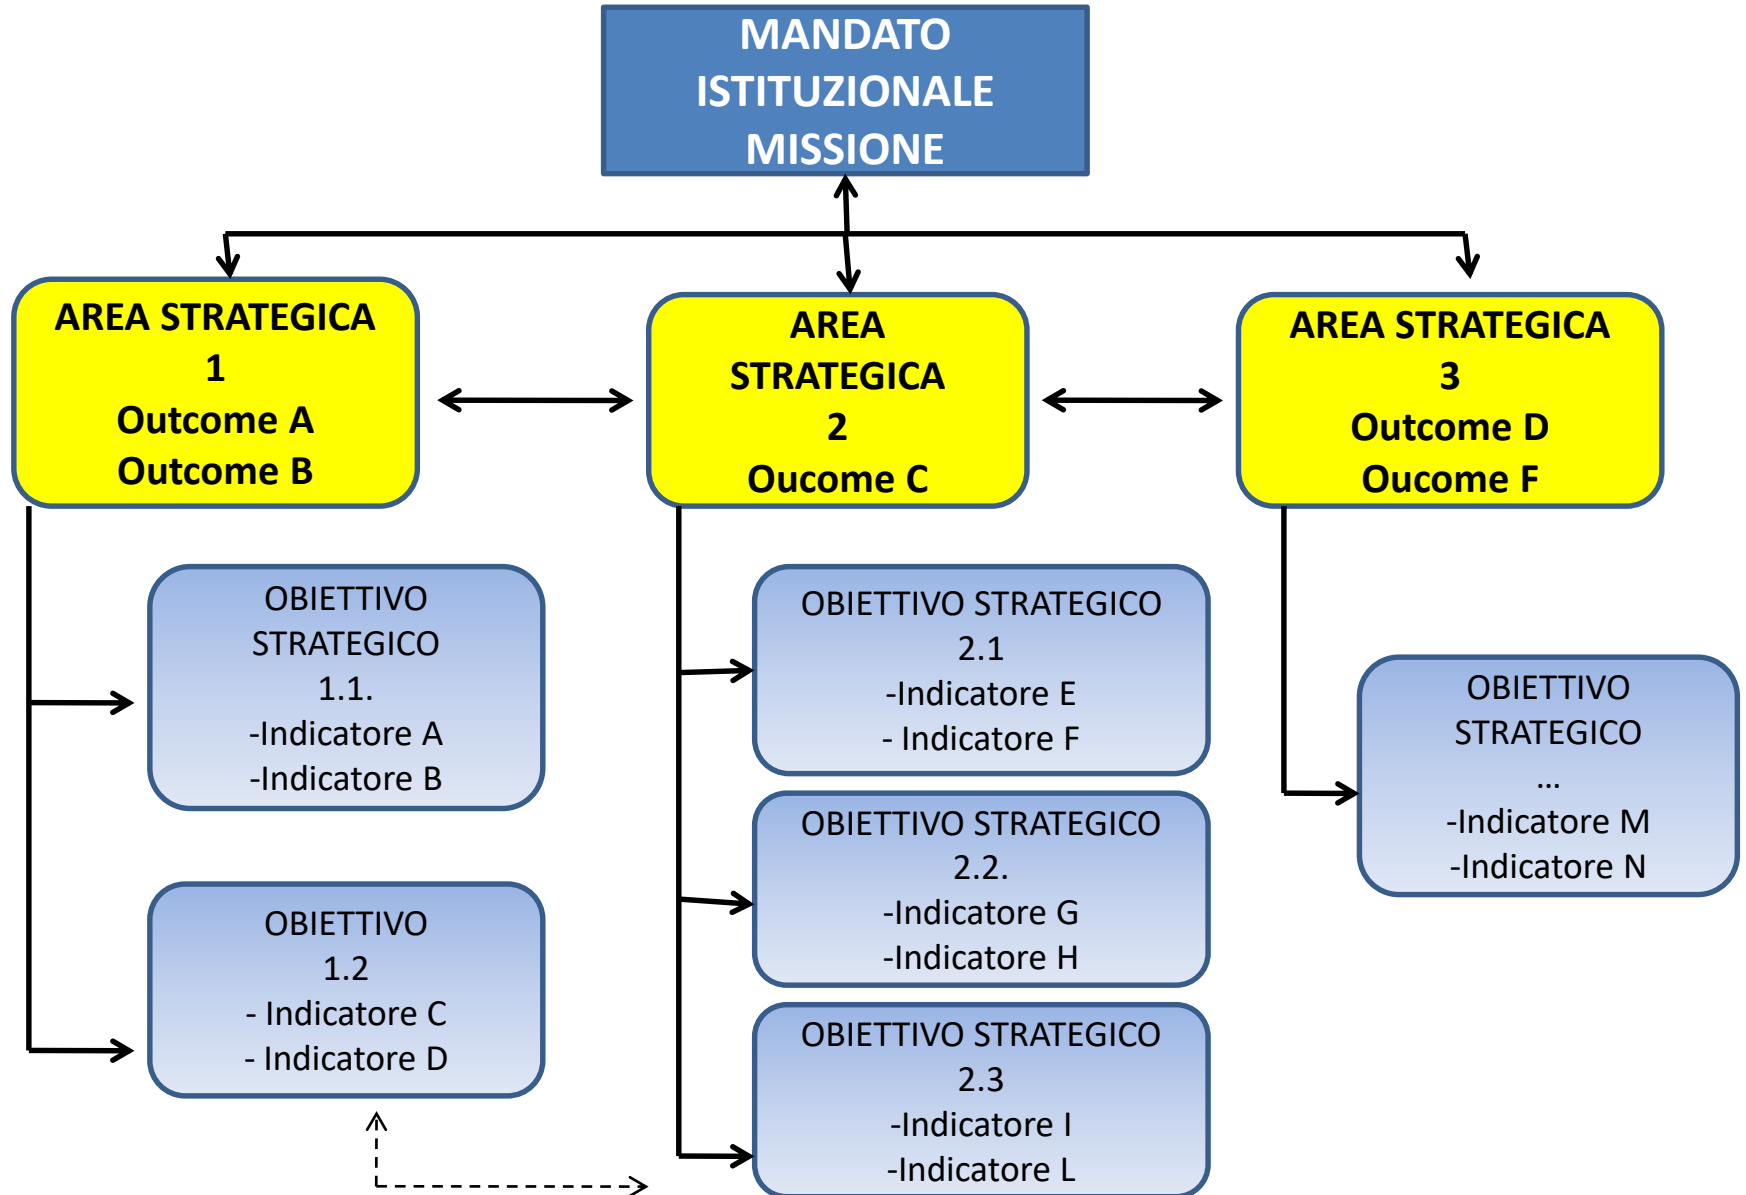 MANDATO
ISTITUZIONALE
MISSIONE
AREA STRATEGICA
1
Outcome A
Outcome B
AREA
STRATEGICA
2
Oucome C
AREA STRATEGICA
3
Outcome D
Oucome F
OBIETTIVO
STRATEGICO
1.1.
-Indicatore A
-Indicatore B
OBIETTIVO
1.2
- Indicatore C
- Indicatore D
OBIETTIVO STRATEGICO
2.1
-Indicatore E
- Indicatore F
OBIETTIVO STRATEGICO
2.2.
-Indicatore G
-Indicatore H
OBIETTIVO STRATEGICO
2.3
-Indicatore I
-Indicatore L
OBIETTIVO
STRATEGICO
...
-Indicatore M
-Indicatore N